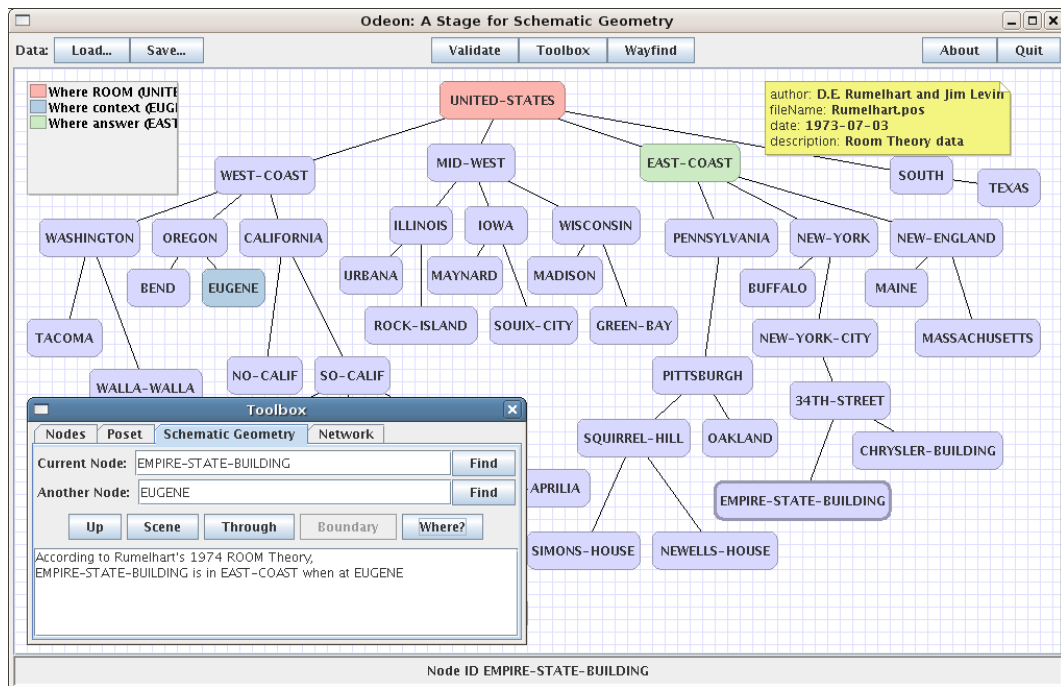 Odeon: A Stage for Schematic Geometry
Data: Load... Save... Validate Toolbox Wayfind About Quit
Where ROOM (UNITE
Where context (EUGI
Where answer (EAST
author: D.E. Rumelhart and Jim Levin
fileName: Rumelhart.pos
date: 1973-07-03
description: Room Theory data
UNITED-STATES
WEST-COAST MID-WEST EAST-COAST SOUTH TEXAS
WASHINGTON OREGON CALIFORNIA ILLINOIS IOWA WISCONSIN PENNSYLVANIA NEW-YORK NEW-ENGLAND
BEND EUGENE URBANA MAYNARD MADISON BUFFALO MAINE
TACOMA ROCK-ISLAND SOUIX-CITY GREEN-BAY NEW-YORK-CITY MASSACHUSETTS
WALLA-WALLA NO-CALIF SO-CALIF PITTSBURGH 34TH-STREET
SQUIRREL-HILL OAKLAND CHRYSLER-BUILDING
-APRILIA EMPIRE-STATE-BUILDING
SIMONS-HOUSE NEWELLS-HOUSE
Toolbox
Nodes Poset Schematic Geometry Network
Current Node: EMPIRE-STATE-BUILDING Find
Another Node: EUGENE Find
Up Scene Through Boundary Where?
According to Rumelhart's 1974 ROOM Theory,
EMPIRE-STATE-BUILDING is in EAST-COAST when at EUGENE
Node ID EMPIRE-STATE-BUILDING